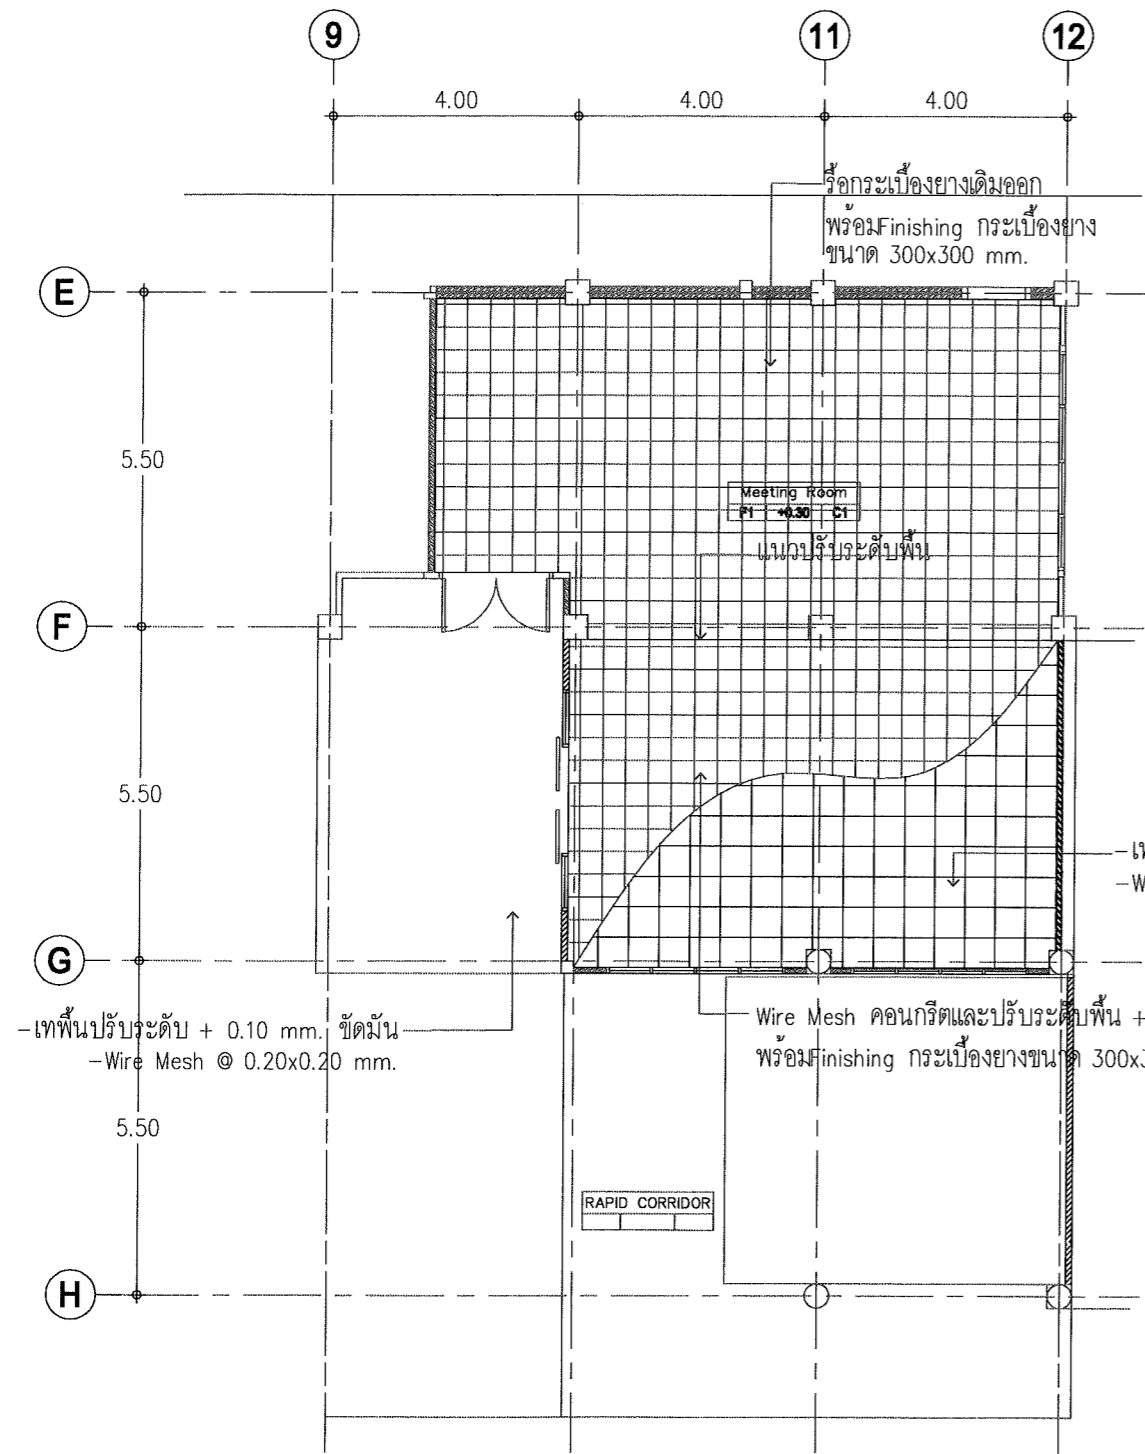 9 11 12
4.00 4.00 4.00
รื้อกระเบื้องยางเดิมออก
พร้อมFinishing กระเบื้องยาง
ขนาด 300x300 mm.
E
5.50
Meeting Room
F1 +0.30 C1
แนวปรับระดับพื้น
F
5.50
-เท
-W
G
-เทพื้นปรับระดับ + 0.10 mm. ขัดมัน
-Wire Mesh @ 0.20x0.20 mm.
Wire Mesh คอนกรีตและปรับระดับพื้น +
พร้อมFinishing กระเบื้องยางขนาด 300x3
5.50
RAPID CORRIDOR
H